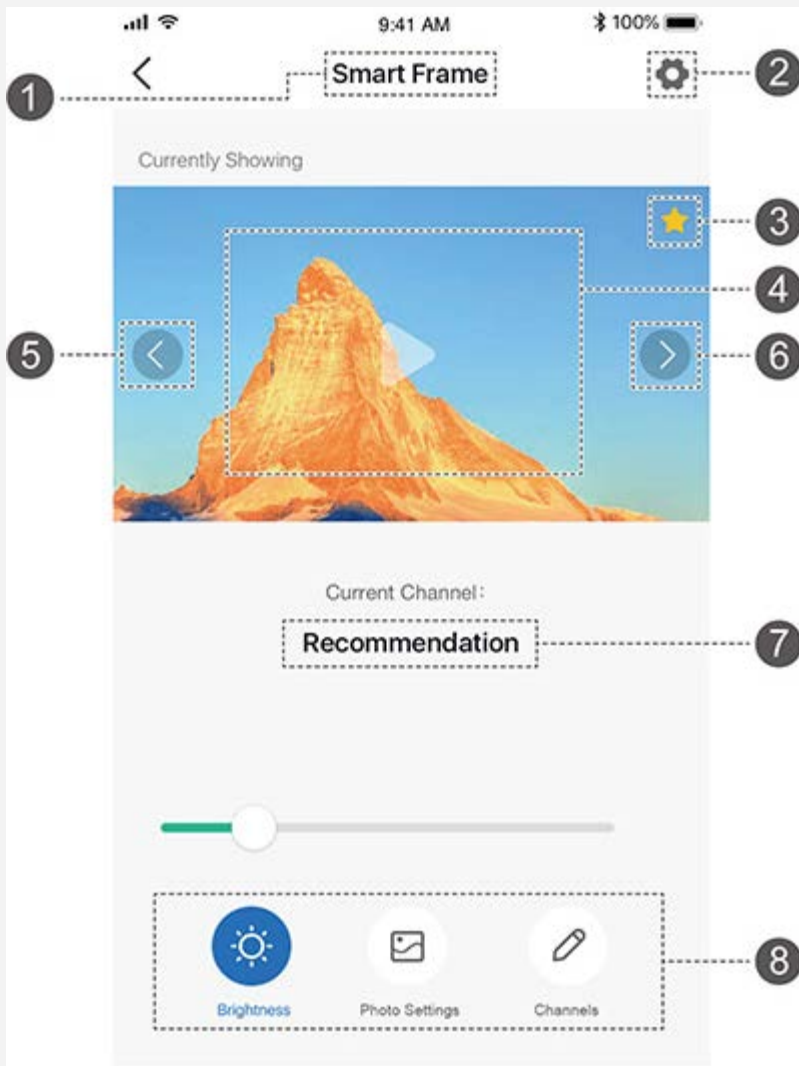 9:41 AM 100%
1 Smart Frame 2
Currently Showing
3
4
5 6
Current Channel:
Recommendation 7
8
Brightness Photo Settings Channels